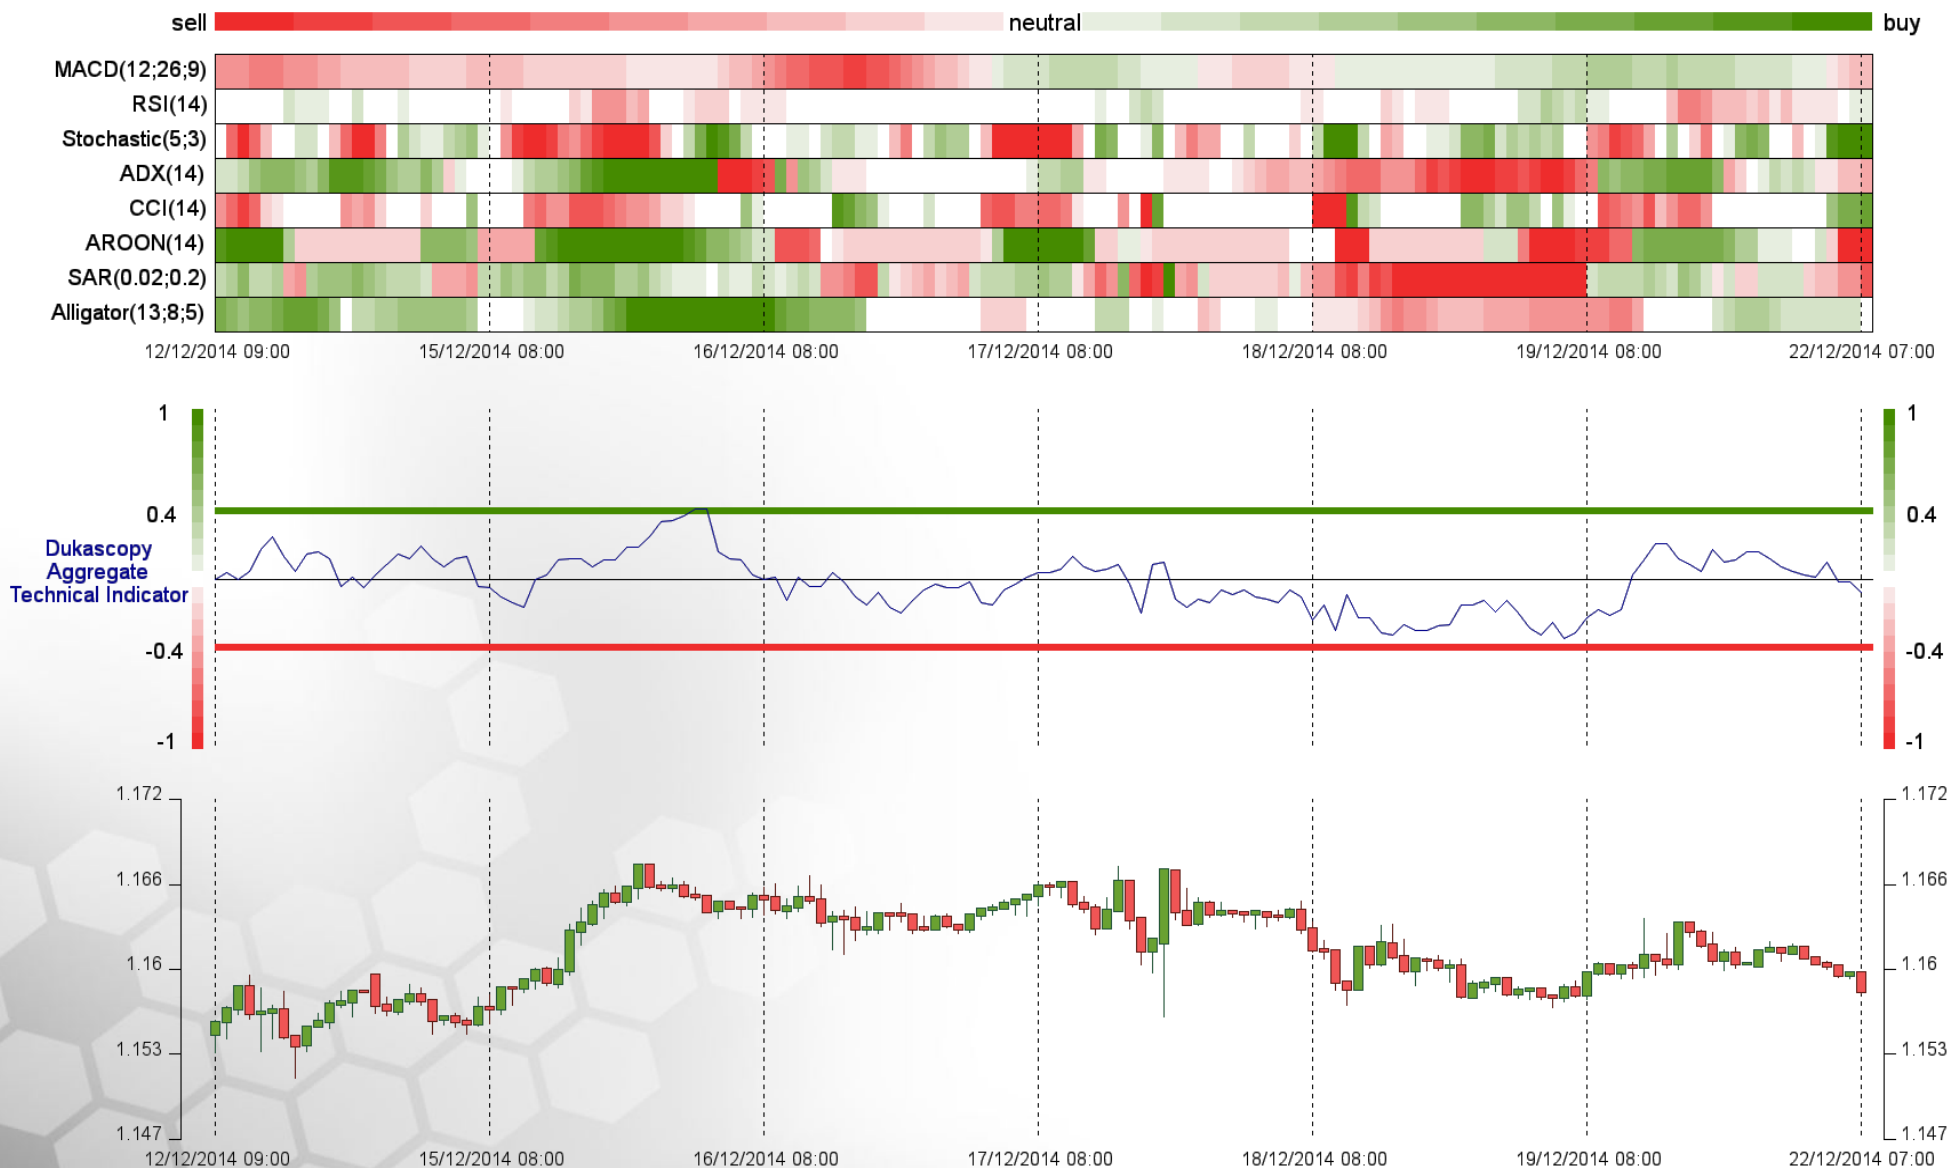 sell neutral buy
MACD(12;26;9)
RSI(14)
Stochastic(5;3)
ADX(14)
CCI(14)
AROON(14)
SAR(0.02;0.2)
Alligator(13;8;5)
12/12/2014 09:00 15/12/2014 08:00 16/12/2014 08:00 17/12/2014 08:00 18/12/2014 08:00 19/12/2014 08:00 22/12/2014 07:00
1 1
0.4 0.4
Dukascopy
Aggregate
Technical Indicator
-0.4 -0.4
-1 -1
1.172 1.172
1.166 1.166
1.16 1.16
1.153 1.153
1.147 1.147
12/12/2014 09:00 15/12/2014 08:00 16/12/2014 08:00 17/12/2014 08:00 18/12/2014 08:00 19/12/2014 08:00 22/12/2014 07:00